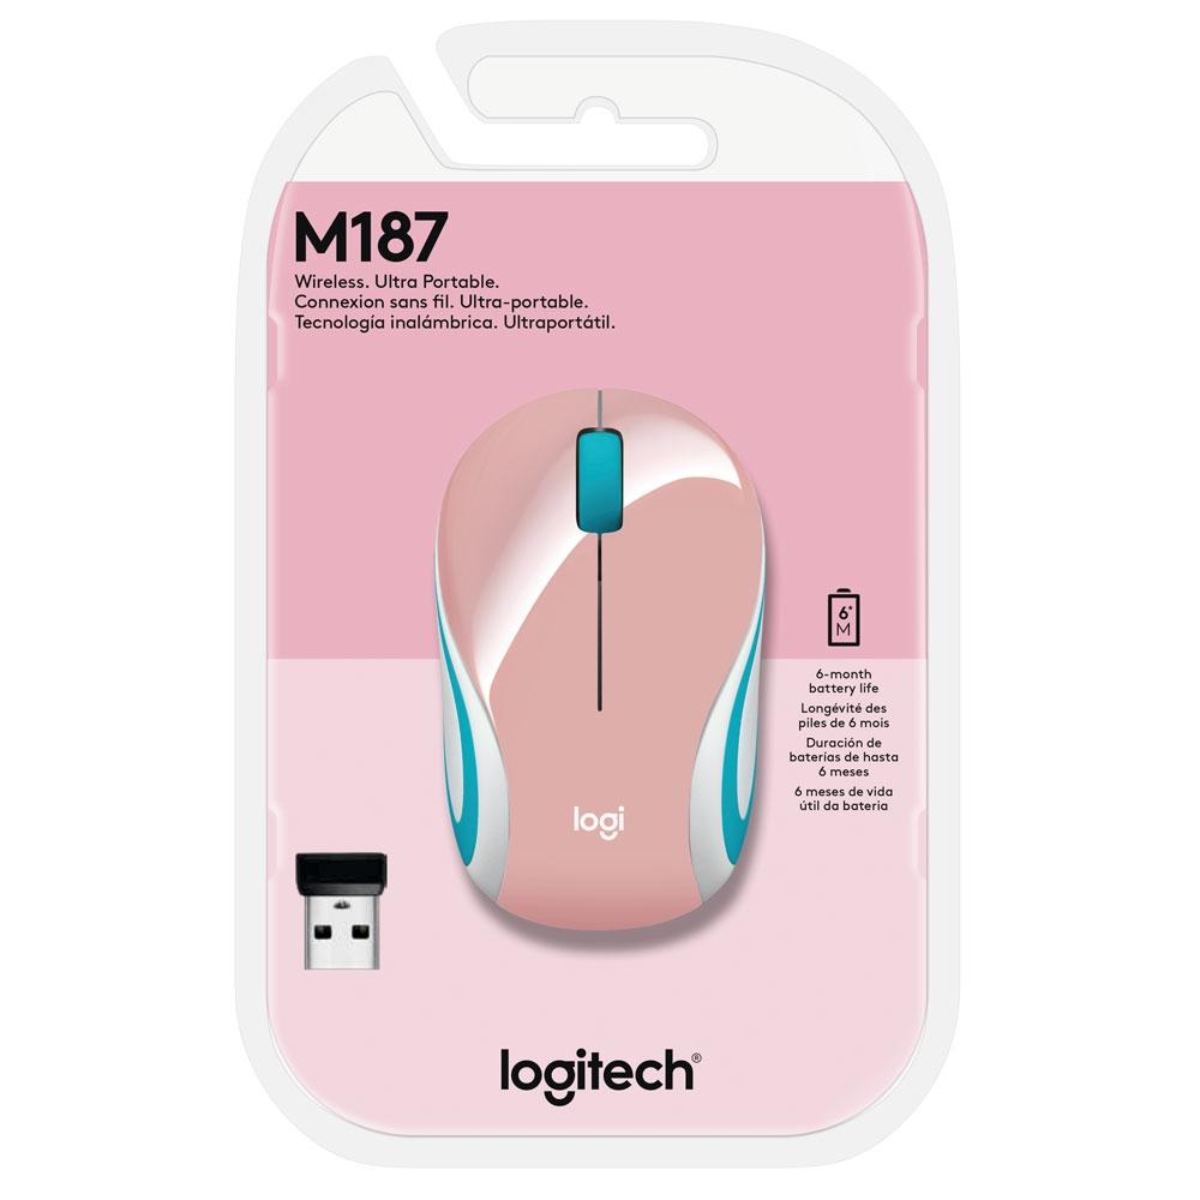 M187
Wireless. Ultra Portable.
Connexion sans fil. Ultra-portable.
Tecnología inalámbrica. Ultraportátil.
6*
M
6-month
battery life
Longévité des
piles de 6 mois
Duración de
baterías de hasta
6 meses
6 meses de vida
útil da bateria
logi
logitech®